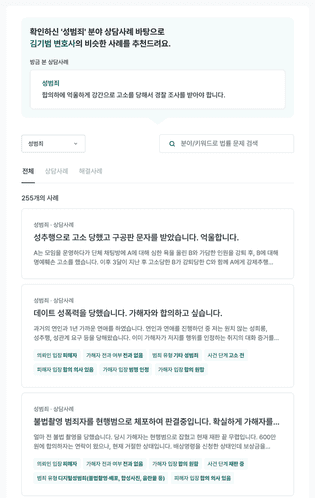 확인하신 '성범죄' 분야 상담사례 바탕으로
김기범 변호사의 비슷한 사례를 추천드려요.
방금 본 상담사례
성범죄
합의하에 억울하게 강간으로 고소를 당해서 경찰 조사를 받아야 합니다.
성범죄
분야/키워드로 법률 문제 검색
전체 상담사례 해결사례
255개의 사례
성범죄 · 상담사례
성추행으로 고소 당했고 구공판 문자를 받았습니다. 억울합니다.
A는 모임을 운영하다가 단체 채팅방에 A에 대해 심한 욕을 올린 B와 가담한 인원을 강퇴 후, B에 대해
명예훼손 고소를 했습니다. 이후 3달이 지난 후 고소당한 B가 강퇴당한 C와 함께 A에게 강제추행...
성범죄 · 상담사례
데이트 성폭력을 당했습니다. 가해자와 합의하고 싶습니다.
과거의 연인과 1년 가까운 연애를 하였습니다. 연인과 연애를 진행하던 중 저는 원치 않는 성희롱,
성추행, 성관계 요구 등을 당해왔습니다. 이미 가해자가 저지를 행위를 인정하는 취지의 대화 증거를...
의뢰인 입장 피해자 가해자 전과 여부 전과 없음 범죄 유형 기타 성범죄 사건 단계 고소 전
피해자 입장 합의 의사 있음 가해자 입장 범행 인정 가해자 입장 합의 원함
성범죄 · 상담사례
불법촬영 범죄자를 현행범으로 체포하여 판결중입니다. 확실하게 가해자를...
얼마 전 불법 촬영을 당했습니다. 당시 가해자는 현행범으로 잡혔고 현재 재판 끝 무렵입니다. 600만
원에 합의하자는 연락이 왔으나, 현재 거절한 상태입니다. 배상명령을 신청한 상태인데 보상금을...
의뢰인 입장 피해자 가해자 전과 여부 전과 없음 가해자 입장 합의 원함 사건 단계 재판 중
범죄 유형 디지털성범죄(불법촬영·배포, 합성사진, 음란물 등) 피해자 입장 합의 의사 있음